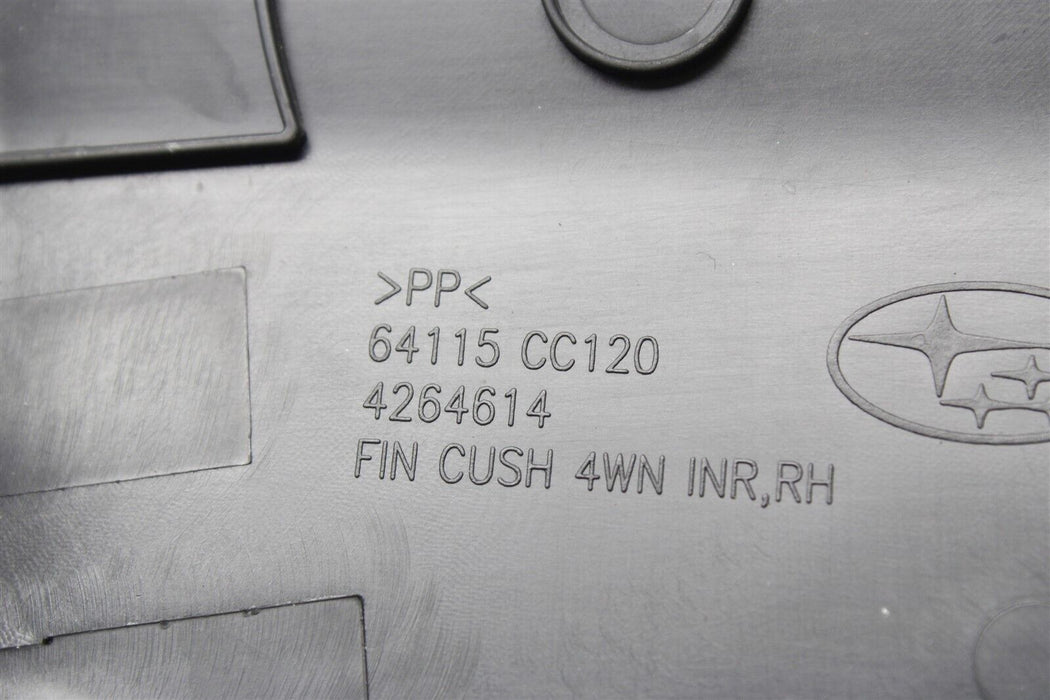 >PP<
64115 CC120
4264614
FIN CUSH 4WN INR,RH